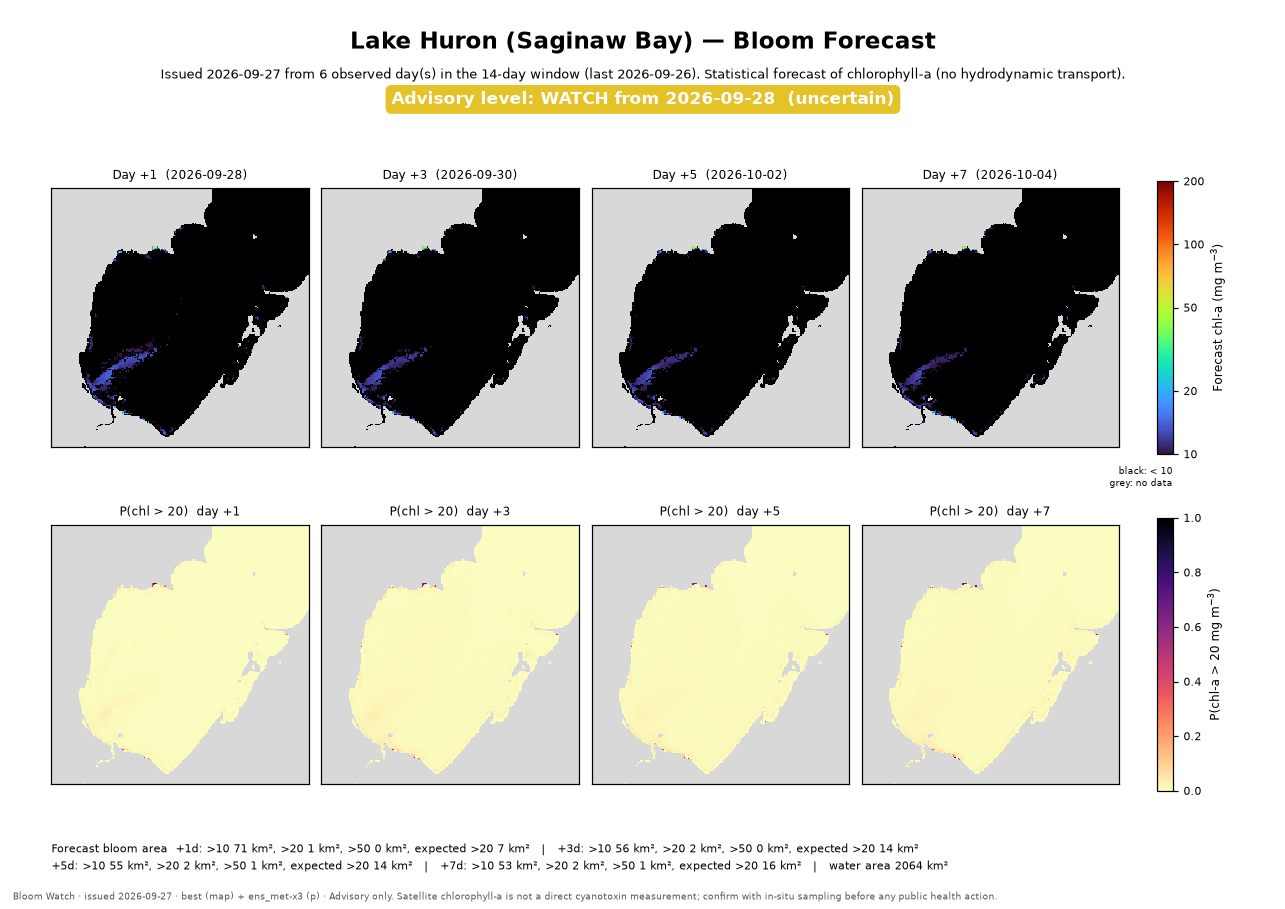 Lake Huron (Saginaw Bay) — Bloom Forecast
Issued 2026-09-27 from 6 observed day(s) in the 14-day window (last 2026-09-26). Statistical forecast of chlorophyll-a (no hydrodynamic transport).
Advisory level: WATCH from 2026-09-28 (uncertain)
Day +1 (2026-09-28)
Day +3 (2026-09-30)
Day +5 (2026-10-02)
Day +7 (2026-10-04)
200
100
50
20
10
Forecast chl-a (mg m⁻³)
black: < 10
grey: no data
P(chl > 20) day +1
P(chl > 20) day +3
P(chl > 20) day +5
P(chl > 20) day +7
1.0
0.8
0.6
0.4
0.2
0.0
P(chl-a > 20 mg m⁻³)
Forecast bloom area +1d: >10 71 km², >20 1 km², >50 0 km², expected >20 7 km² | +3d: >10 56 km², >20 2 km², >50 0 km², expected >20 14 km²
+5d: >10 55 km², >20 2 km², >50 1 km², expected >20 14 km² | +7d: >10 53 km², >20 2 km², >50 1 km², expected >20 16 km² | water area 2064 km²
Bloom Watch · issued 2026-09-27 · best (map) + ens_met-x3 (p) · Advisory only. Satellite chlorophyll-a is not a direct cyanotoxin measurement; confirm with in-situ sampling before any public health action.